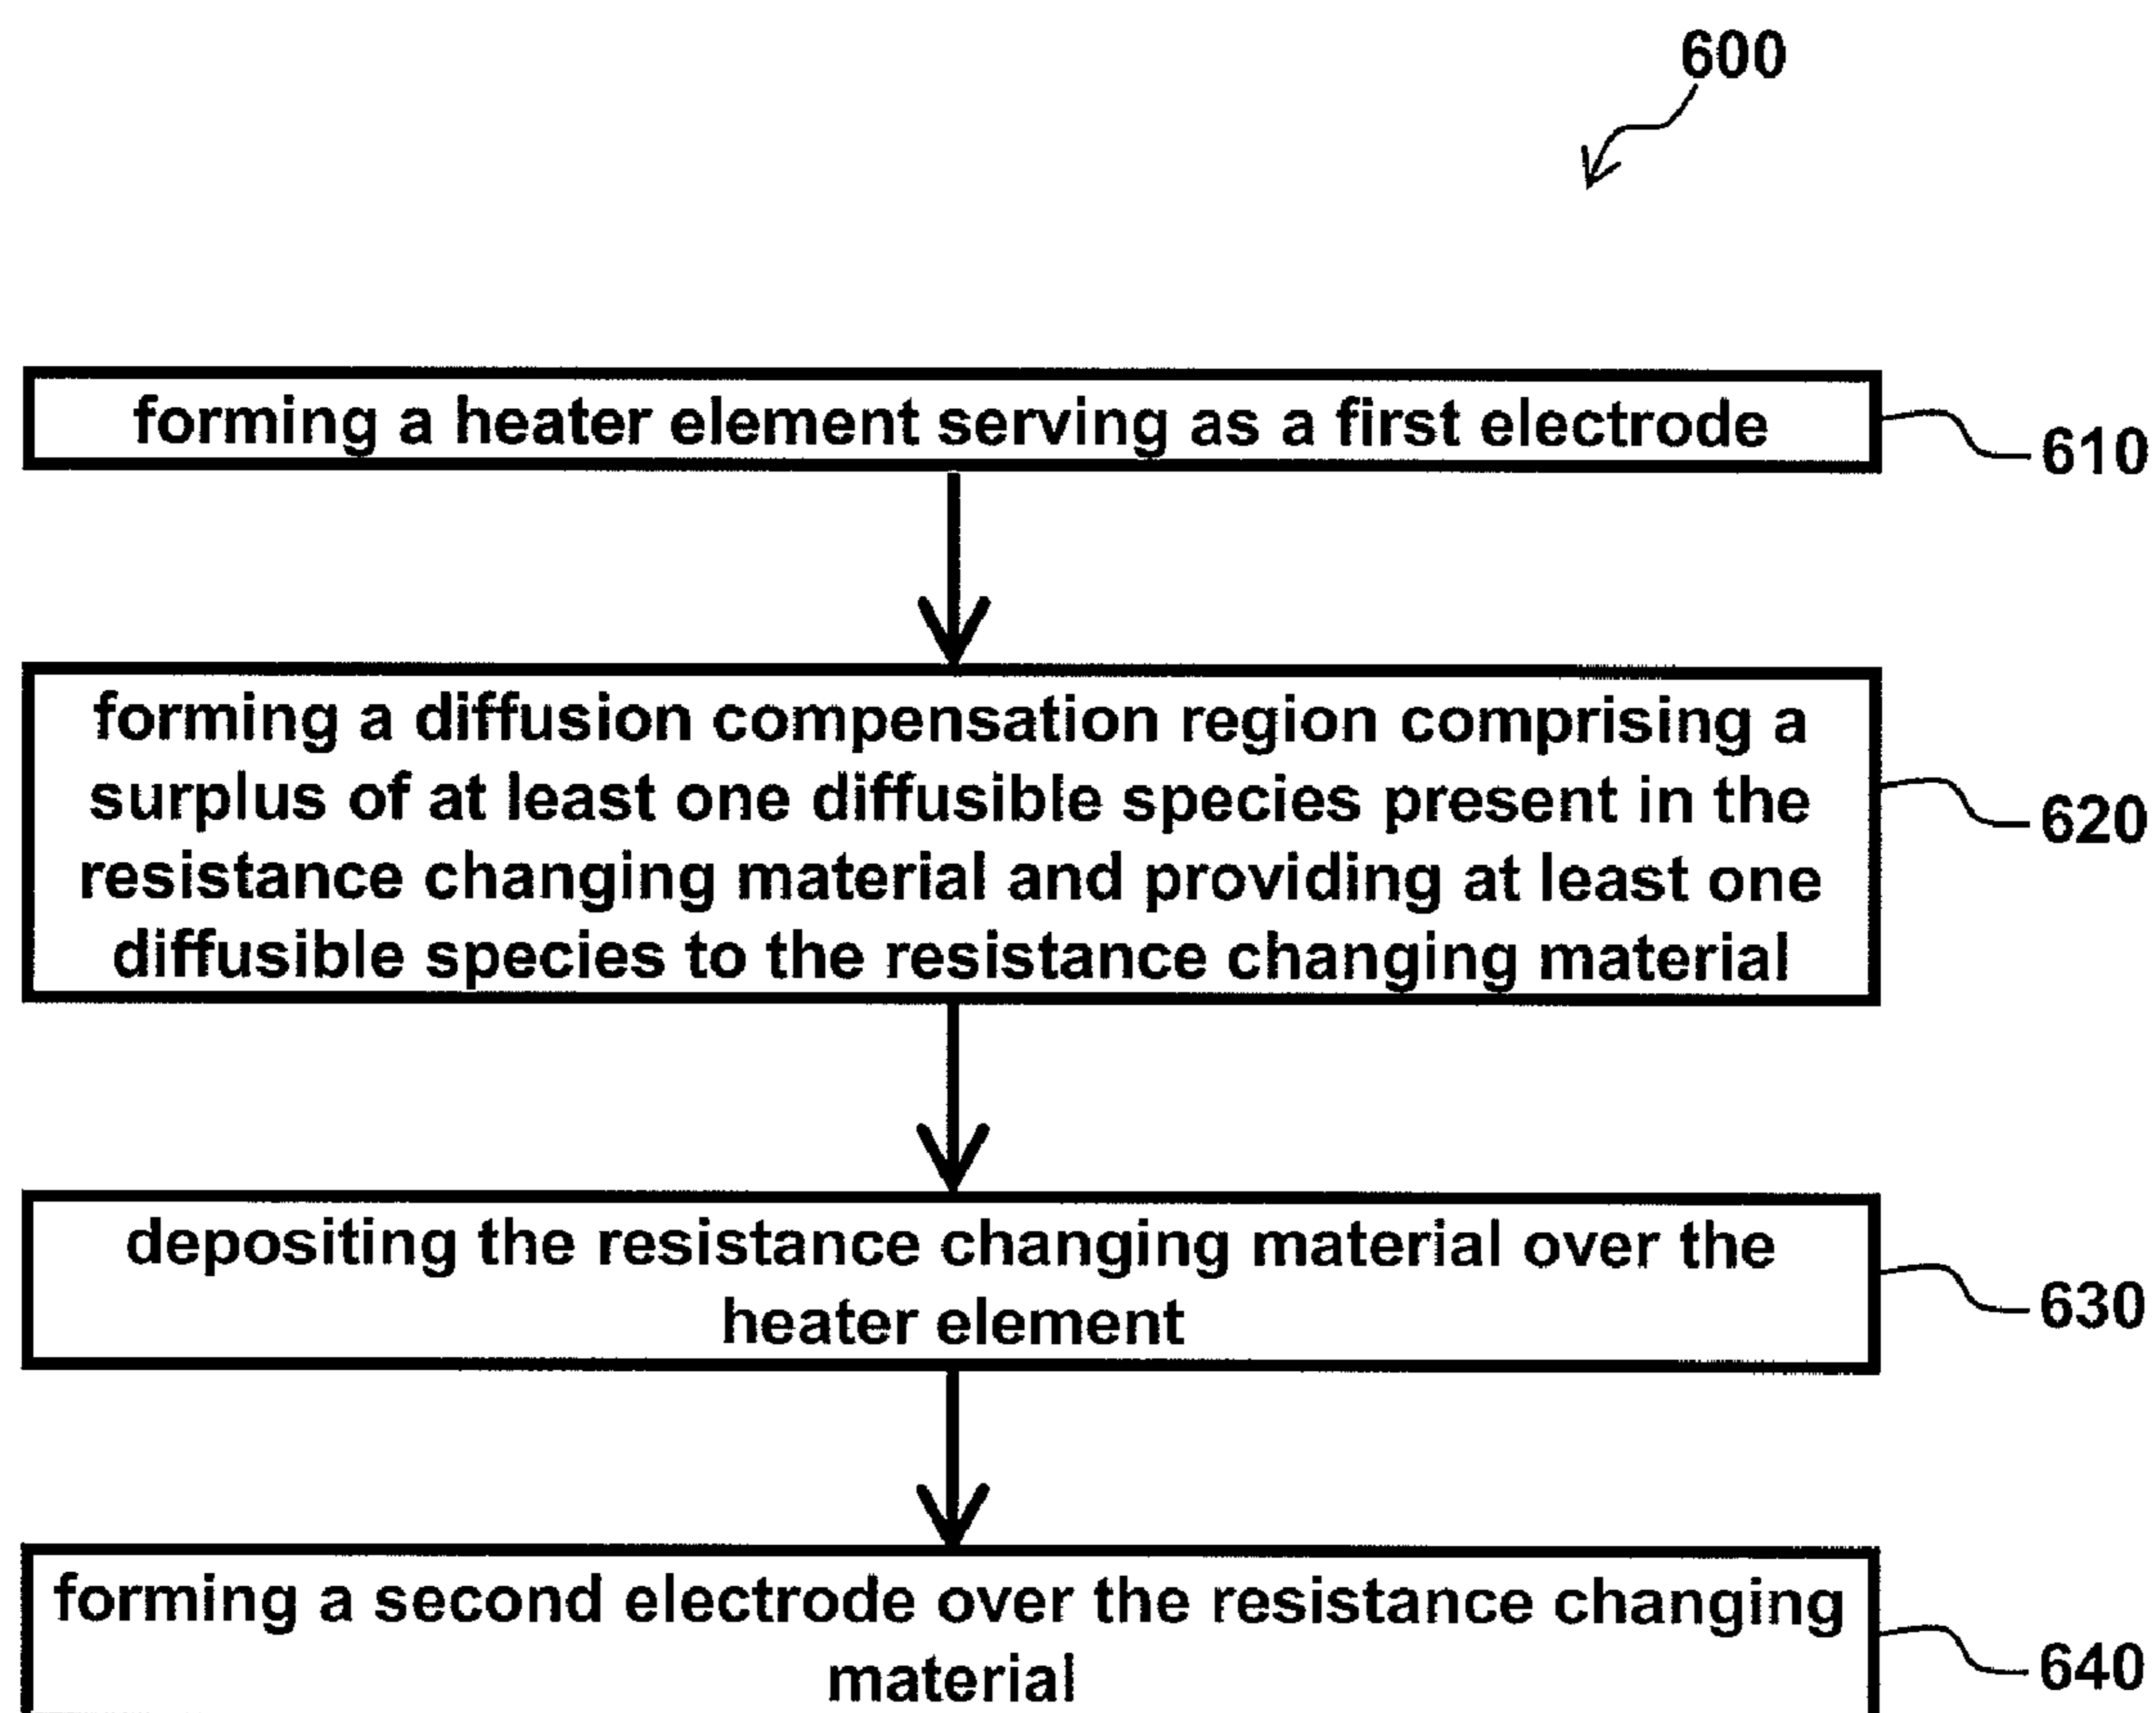 600
forming a heater element serving as a first electrode
610
forming a diffusion compensation region comprising a
surplus of at least one diffusible species present in the
resistance changing material and providing at least one
diffusible species to the resistance changing material
620
depositing the resistance changing material over the
heater element
630
forming a second electrode over the resistance changing
material
640